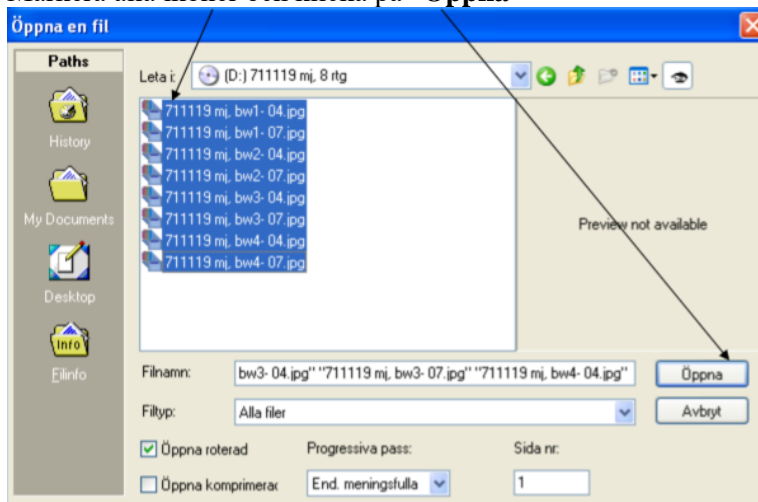 "Öppna"
Öppna en fil
Paths
History
My Documents
Desktop
Info
Filinfo
Leta i: (D:) 711119 mj, 8 rtg
711119 mj, bw1- 04.jpg
711119 mj, bw1- 07.jpg
711119 mj, bw2- 04.jpg
711119 mj, bw2- 07.jpg
711119 mj, bw3- 04.jpg
711119 mj, bw3- 07.jpg
711119 mj, bw4- 04.jpg
711119 mj, bw4- 07.jpg
Preview not available
Filnamn: bw3- 04.jpg" "711119 mj, bw3- 07.jpg" "711119 mj, bw4- 04.jpg" Öppna
Filtyp: Alla filer Avbryt
Öppna roterad Progressiva pass: Sida nr:
Öppna komprimerad End. meningsfulla 1